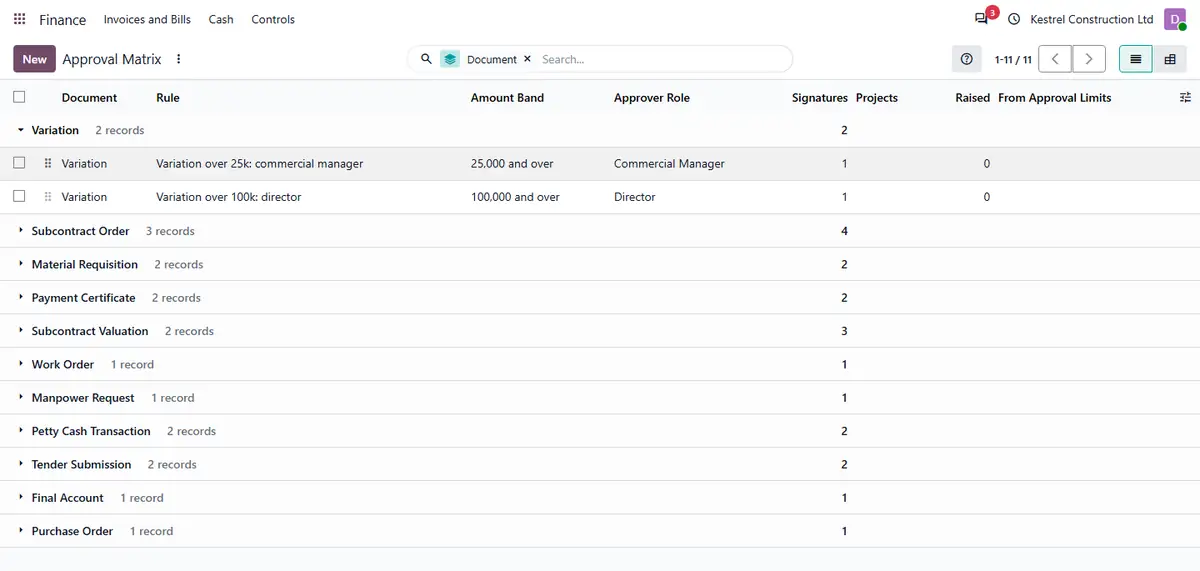 Finance Invoices and Bills Cash Controls 3 Kestrel Construction Ltd D
New Approval Matrix Document × Search... 1-11 / 11
Document Rule Amount Band Approver Role Signatures Projects Raised From Approval Limits
Variation 2 records 2
Variation Variation over 25k: commercial manager 25,000 and over Commercial Manager 1 0
Variation Variation over 100k: director 100,000 and over Director 1 0
Subcontract Order 3 records 4
Material Requisition 2 records 2
Payment Certificate 2 records 2
Subcontract Valuation 2 records 3
Work Order 1 record 1
Manpower Request 1 record 1
Petty Cash Transaction 2 records 2
Tender Submission 2 records 2
Final Account 1 record 1
Purchase Order 1 record 1